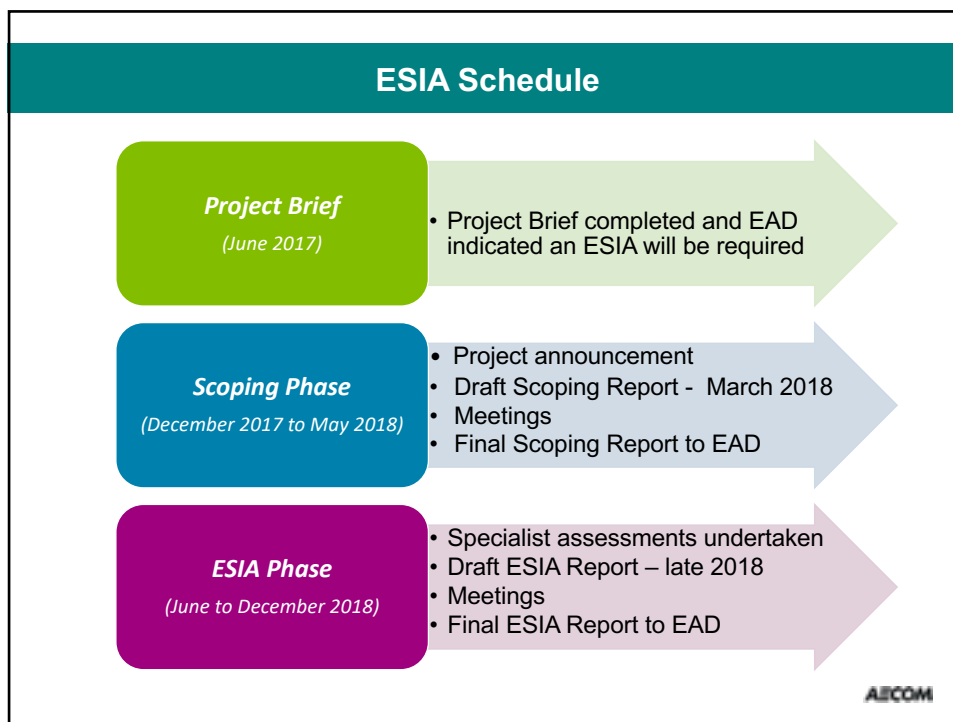 ESIA Schedule
Project Brief
(June 2017)
• Project Brief completed and EAD
indicated an ESIA will be required
Scoping Phase
(December 2017 to May 2018)
• Project announcement
• Draft Scoping Report - March 2018
• Meetings
• Final Scoping Report to EAD
ESIA Phase
(June to December 2018)
• Specialist assessments undertaken
• Draft ESIA Report – late 2018
• Meetings
• Final ESIA Report to EAD
AECOM